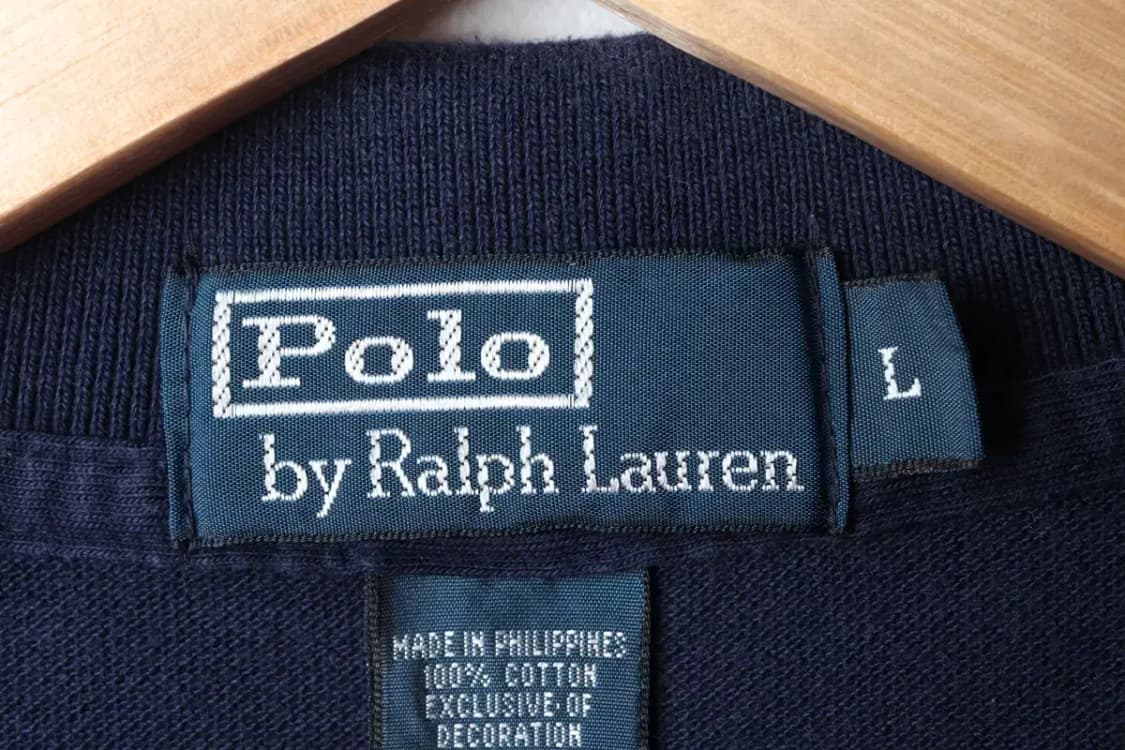 Polo
by Ralph Lauren
L
MADE IN PHILIPPINES
100% COTTON
EXCLUSIVE OF
DECORATION